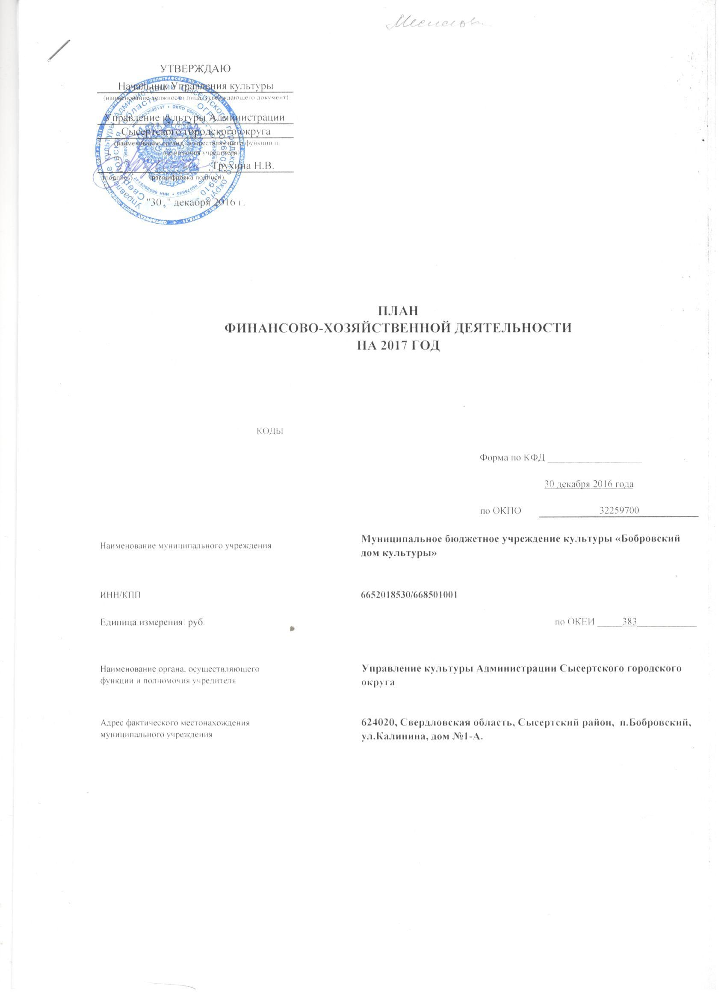 УТВЕРЖДАЮ
Начальник Управления культуры
(наименование должности лица, утверждающего документ)
Управление культуры Администрации
Сысертского городского округа
(наименование органа, осуществляющего функции и
полномочия учредителя)
Трухина Н.В.
(подпись) (расшифровка подписи)
"30 " декабря 2016 г.
ПЛАН
ФИНАНСОВО-ХОЗЯЙСТВЕННОЙ ДЕЯТЕЛЬНОСТИ
НА 2017 ГОД
КОДЫ
Форма по КФД
30 декабря 2016 года
по ОКПО 32259700
Наименование муниципального учреждения
Муниципальное бюджетное учреждение культуры «Бобровский
дом культуры»
ИНН/КПП 6652018530/668501001
Единица измерения: руб. по ОКЕИ 383
Наименование органа, осуществляющего
функции и полномочия учредителя
Управление культуры Администрации Сысертского городского
округа
Адрес фактического местонахождения
муниципального учреждения
624020, Свердловская область, Сысертский район, п.Бобровский,
ул.Калинина, дом №1-А.